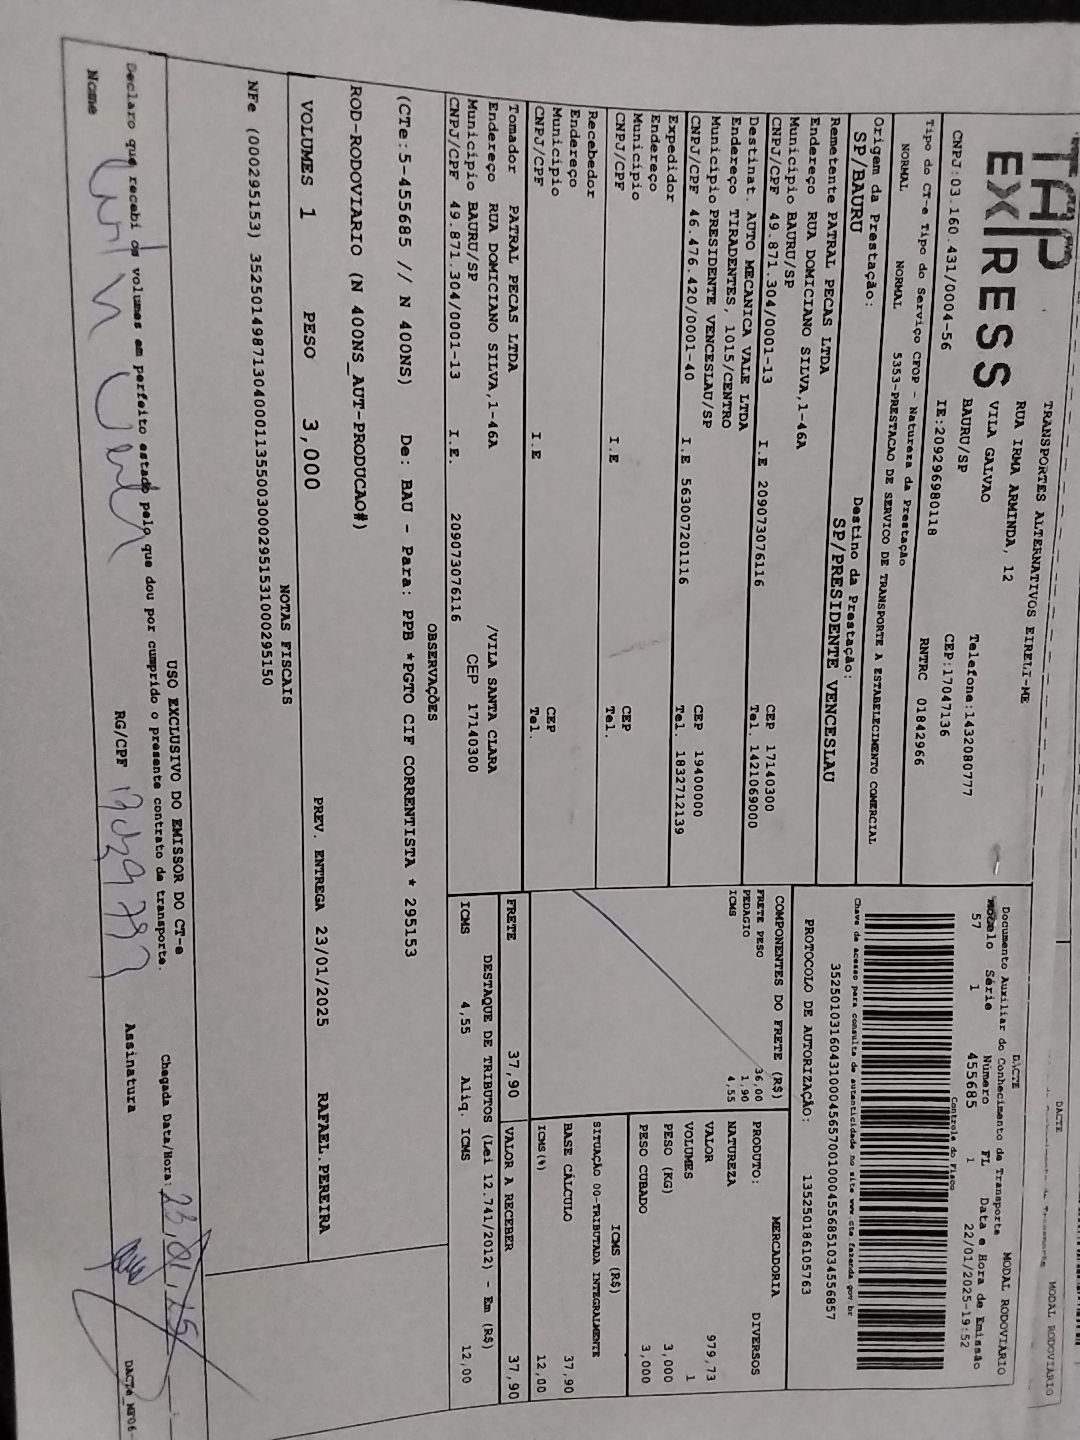 TAP
EXPRESS
TRANSPORTES ALTERNATIVOS EIRELI-ME
RUA IRMA ARMINDA, 12
VILA GALVAO
BAURU/SP
Telefone:1432080777
CEP:17047136
CNPJ:03.160.431/0004-56 IE:209296980118 RNTRC 01842966
Tipo do CT-e Tipo do Serviço CFOP - Natureza da Prestação
NORMAL NORMAL 5353-PRESTACAO DE SERVICO DE TRANSPORTE A ESTABELECIMENTO COMERCIAL
Origem da Prestação: Destino da Prestação:
SP/BAURU SP/PRESIDENTE VENCESLAU
Remetente PATRAL PECAS LTDA
Endereço RUA DOMICIANO SILVA,1-46A
Município BAURU/SP CEP 17140300
CNPJ/CPF 49.871.304/0001-13 I.E 209073076116 Tel. 1421069000
Destinat. AUTO MECANICA VALE LTDA
Endereço TIRADENTES, 1015/CENTRO
Município PRESIDENTE VENCESLAU/SP CEP 19400000
CNPJ/CPF 46.476.420/0001-40 I.E 563007201116 Tel. 1832712139
Expedidor
Endereço
Município CEP
CNPJ/CPF I.E Tel.
Recebedor
Endereço
Município CEP
CNPJ/CPF I.E Tel.
Tomador PATRAL PECAS LTDA
Endereço RUA DOMICIANO SILVA,1-46A /VILA SANTA CLARA
Município BAURU/SP CEP 17140300
CNPJ/CPF 49.871.304/0001-13 I.E. 209073076116
DACTE
MODAL RODOVIÁRIO
DACTE
Documento Auxiliar do Conhecimento de Transporte MODAL RODOVIÁRIO
Modelo Série Número FL Data e Hora de Emissão
57 1 455685 1 22/01/2025-19:52
Controle do Fisco
Chave de acesso para consulta de autenticidade no site www.cte.fazenda.gov.br
35250103160431000456570010004556851034556857
PROTOCOLO DE AUTORIZAÇÃO: 135250186105763
COMPONENTES DO FRETE (R$)
FRETE PESO 36,00
PEDAGIO 1,90
ICMS 4,55
MERCADORIA
PRODUTO: DIVERSOS
NATUREZA
VALOR 979,73
VOLUMES 1
PESO (KG) 3,000
PESO CUBADO 3,000
ICMS (R$)
SITUAÇÃO 00-TRIBUTADA INTEGRALMENTE
BASE CÁLCULO 37,90
ICMS(%) 12,00
FRETE 37,90 VALOR A RECEBER 37,90
DESTAQUE DE TRIBUTOS (Lei 12.741/2012) - Em (R$)
ICMS 4,55 Aliq. ICMS 12,00
OBSERVAÇÕES
(CTe:5-455685 // N 400NS) De: BAU - Para: PPB *PGTO CIF CORRENTISTA * 295153
ROD-RODOVIARIO (N 400NS_AUT-PRODUCAO#)
VOLUMES 1 PESO 3,000 PREV. ENTREGA 23/01/2025 RAFAEL.PEREIRA
NOTAS FISCAIS
NFe (000295153) 35250149871304000113550030002951531000295150
USO EXCLUSIVO DO EMISSOR DO CT-e
Declaro que recebi os volumes em perfeito estado pelo que dou por cumprido o presente contrato de transporte. Chegada Data/Hora: 23/01/25
Nome RG/CPF Assinatura DACTe_MF06-